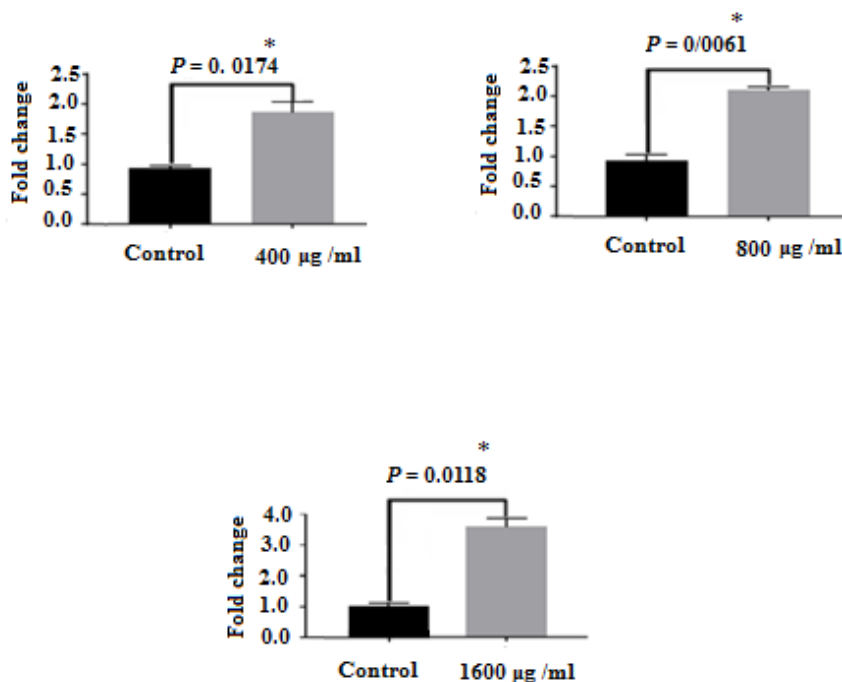 *
P = 0. 0174
2.5
2.0
1.5
1.0
0.5
0.0
Fold change
Control 400 µg /ml
*
P = 0/0061
2.5
2.0
1.5
1.0
0.5
0.0
Fold change
Control 800 µg /ml
*
P = 0.0118
4.0
3.0
2.0
1.0
0.0
Fold change
Control 1600 µg /ml